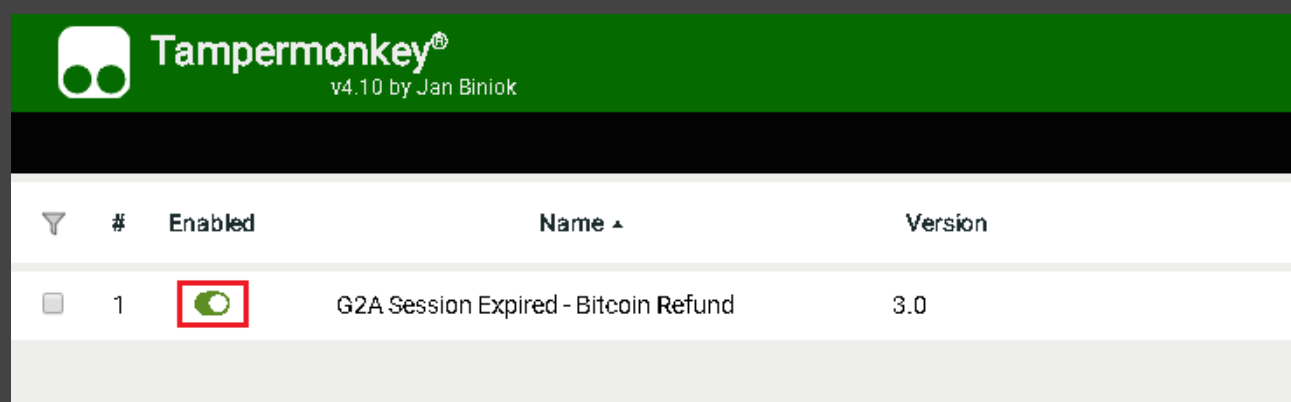 Tampermonkey®
v4.10 by Jan Biniok
# Enabled Name Version
1 G2A Session Expired - Bitcoin Refund 3.0